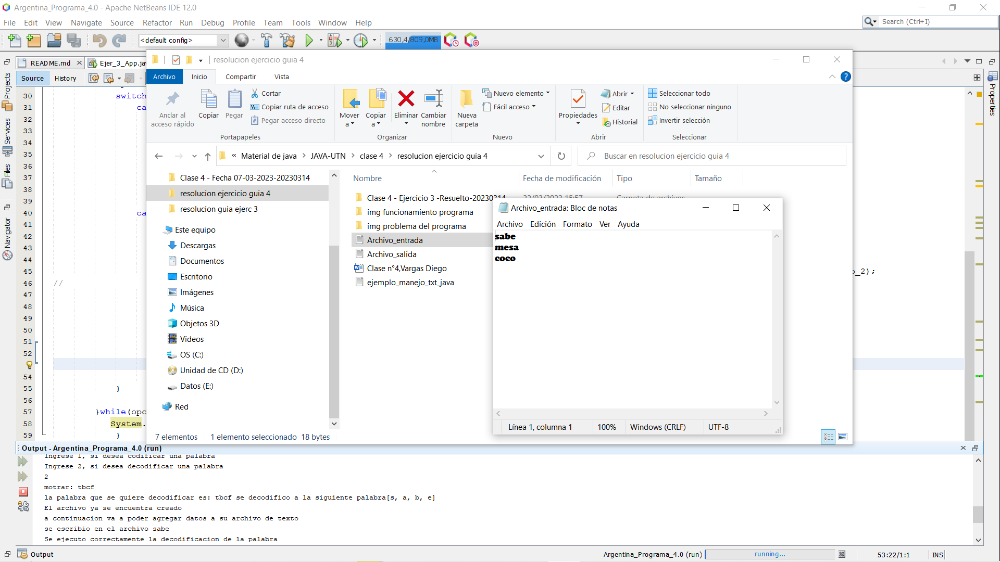 Argentina_Programa_4.0 - Apache NetBeans IDE 12.0
File Edit View Navigate Source Refactor Run Debug Profile Team Tools Window Help
Search (Ctrl+I)
<default config>
630,4/809,0MB
README.md
Ejer_3_App.jav
Source History
Projects
Services
Files
Navigator
Properties
30 switch
31 ca
32
33
34
35
36
37
38
39
40 ca
41
42
43
44
45 o_2);
46 //
47
48
49
50
51
52
54
55 }
56
57 }while(opc
58 System.
59 }
resolucion ejercicio guia 4
Archivo Inicio Compartir Vista
Anclar al acceso rápido
Copiar
Pegar
Cortar
Copiar ruta de acceso
Pegar acceso directo
Portapapeles
Mover a
Copiar a
Eliminar
Cambiar nombre
Organizar
Nueva carpeta
Nuevo elemento
Fácil acceso
Nuevo
Propiedades
Abrir
Editar
Historial
Abrir
Seleccionar todo
No seleccionar ninguno
Invertir selección
Seleccionar
« Material de java > JAVA-UTN > clase 4 > resolucion ejercicio guia 4
Buscar en resolucion ejercicio guia 4
Clase 4 - Fecha 07-03-2023-20230314
resolucion ejercicio guia 4
resolucion guia ejerc 3
Este equipo
Descargas
Documentos
Escritorio
Imágenes
Música
Objetos 3D
Videos
OS (C:)
Unidad de CD (D:)
Datos (E:)
Red
Nombre Fecha de modificación Tipo Tamaño
Clase 4 - Ejercicio 3 -Resuelto-20230314 22/03/2023 15:57 Carpeta de archivos
img funcionamiento programa
img problema del programa
Archivo_entrada
Archivo_salida
Clase n°4,Vargas Diego
ejemplo_manejo_txt_java
7 elementos 1 elemento seleccionado 18 bytes
Archivo_entrada: Bloc de notas
Archivo Edición Formato Ver Ayuda
sabe
mesa
coco
Línea 1, columna 1 100% Windows (CRLF) UTF-8
Output - Argentina_Programa_4.0 (run)
Ingrese 1, si desea codificar una palabra
Ingrese 2, si desea decodificar una palabra
2
motrar: tbcf
la palabra que se quiere decodificar es: tbcf se decodifico a la siguiente palabra[s, a, b, e]
El archivo ya se encuentra creado
a continuacion va a poder agregar datos a su archivo de texto
se escribio en el archivo sabe
Se ejecuto correctamente la decodificacion de la palabra
Output
Argentina_Programa_4.0 (run) running... 53:22/1:1 INS